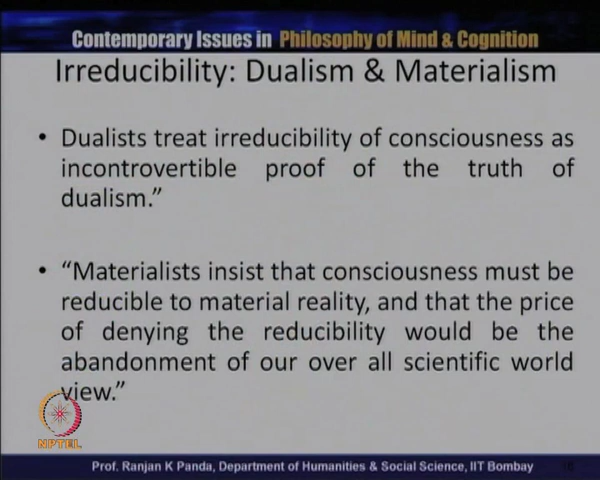 Contemporary Issues in Philosophy of Mind & Cognition
Irreducibility: Dualism & Materialism
• Dualists treat irreducibility of consciousness as
incontrovertible proof of the truth of
dualism.”
• “Materialists insist that consciousness must be
reducible to material reality, and that the price
of denying the reducibility would be the
abandonment of our over all scientific world
view.”
NPTEL
Prof. Ranjan K Panda, Department of Humanities & Social Science, IIT Bombay